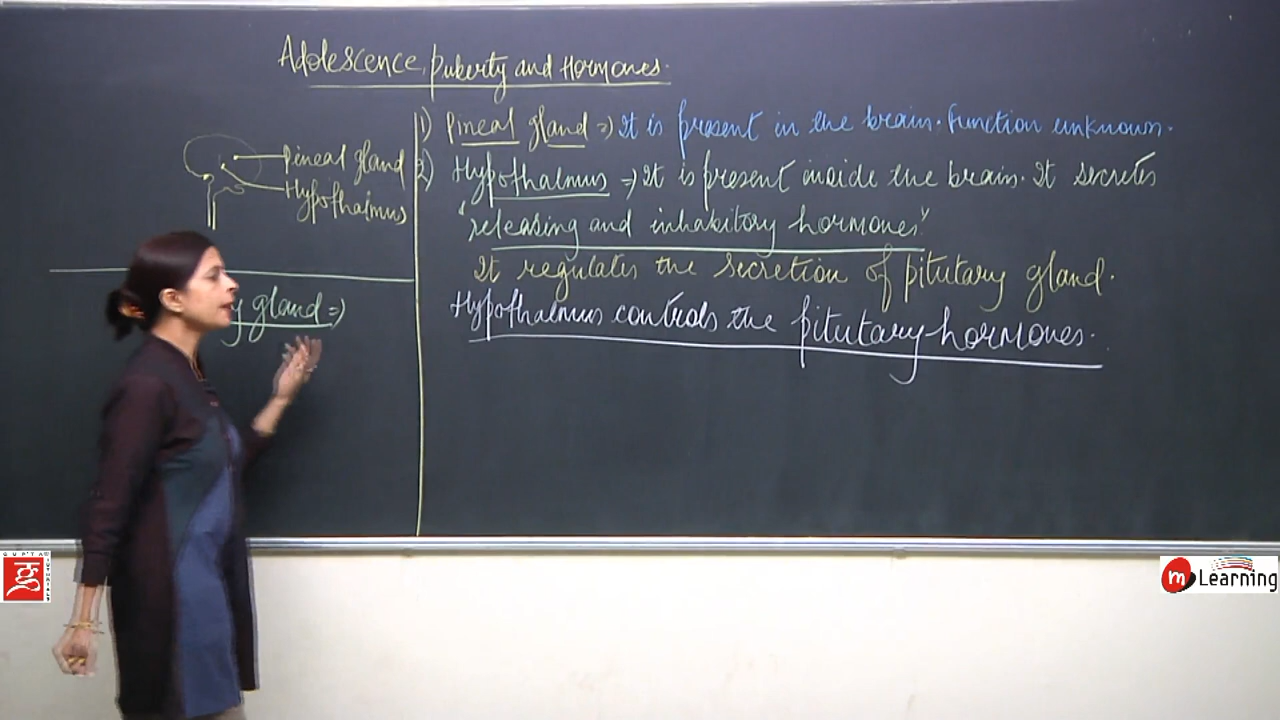 Adolescence, puberty and Hormones.
1) Pineal gland => It is present in the brain. function unknown.
2) Hypothalmus => It is present inside the brain. It secretes
"releasing and inhabitory hormones"
It regulates the secretion of pitutary gland.
Hypothalmus controls the pitutary hormones.
Pineal gland
Hypothalmus
y gland =>
GUPTA
m Learning